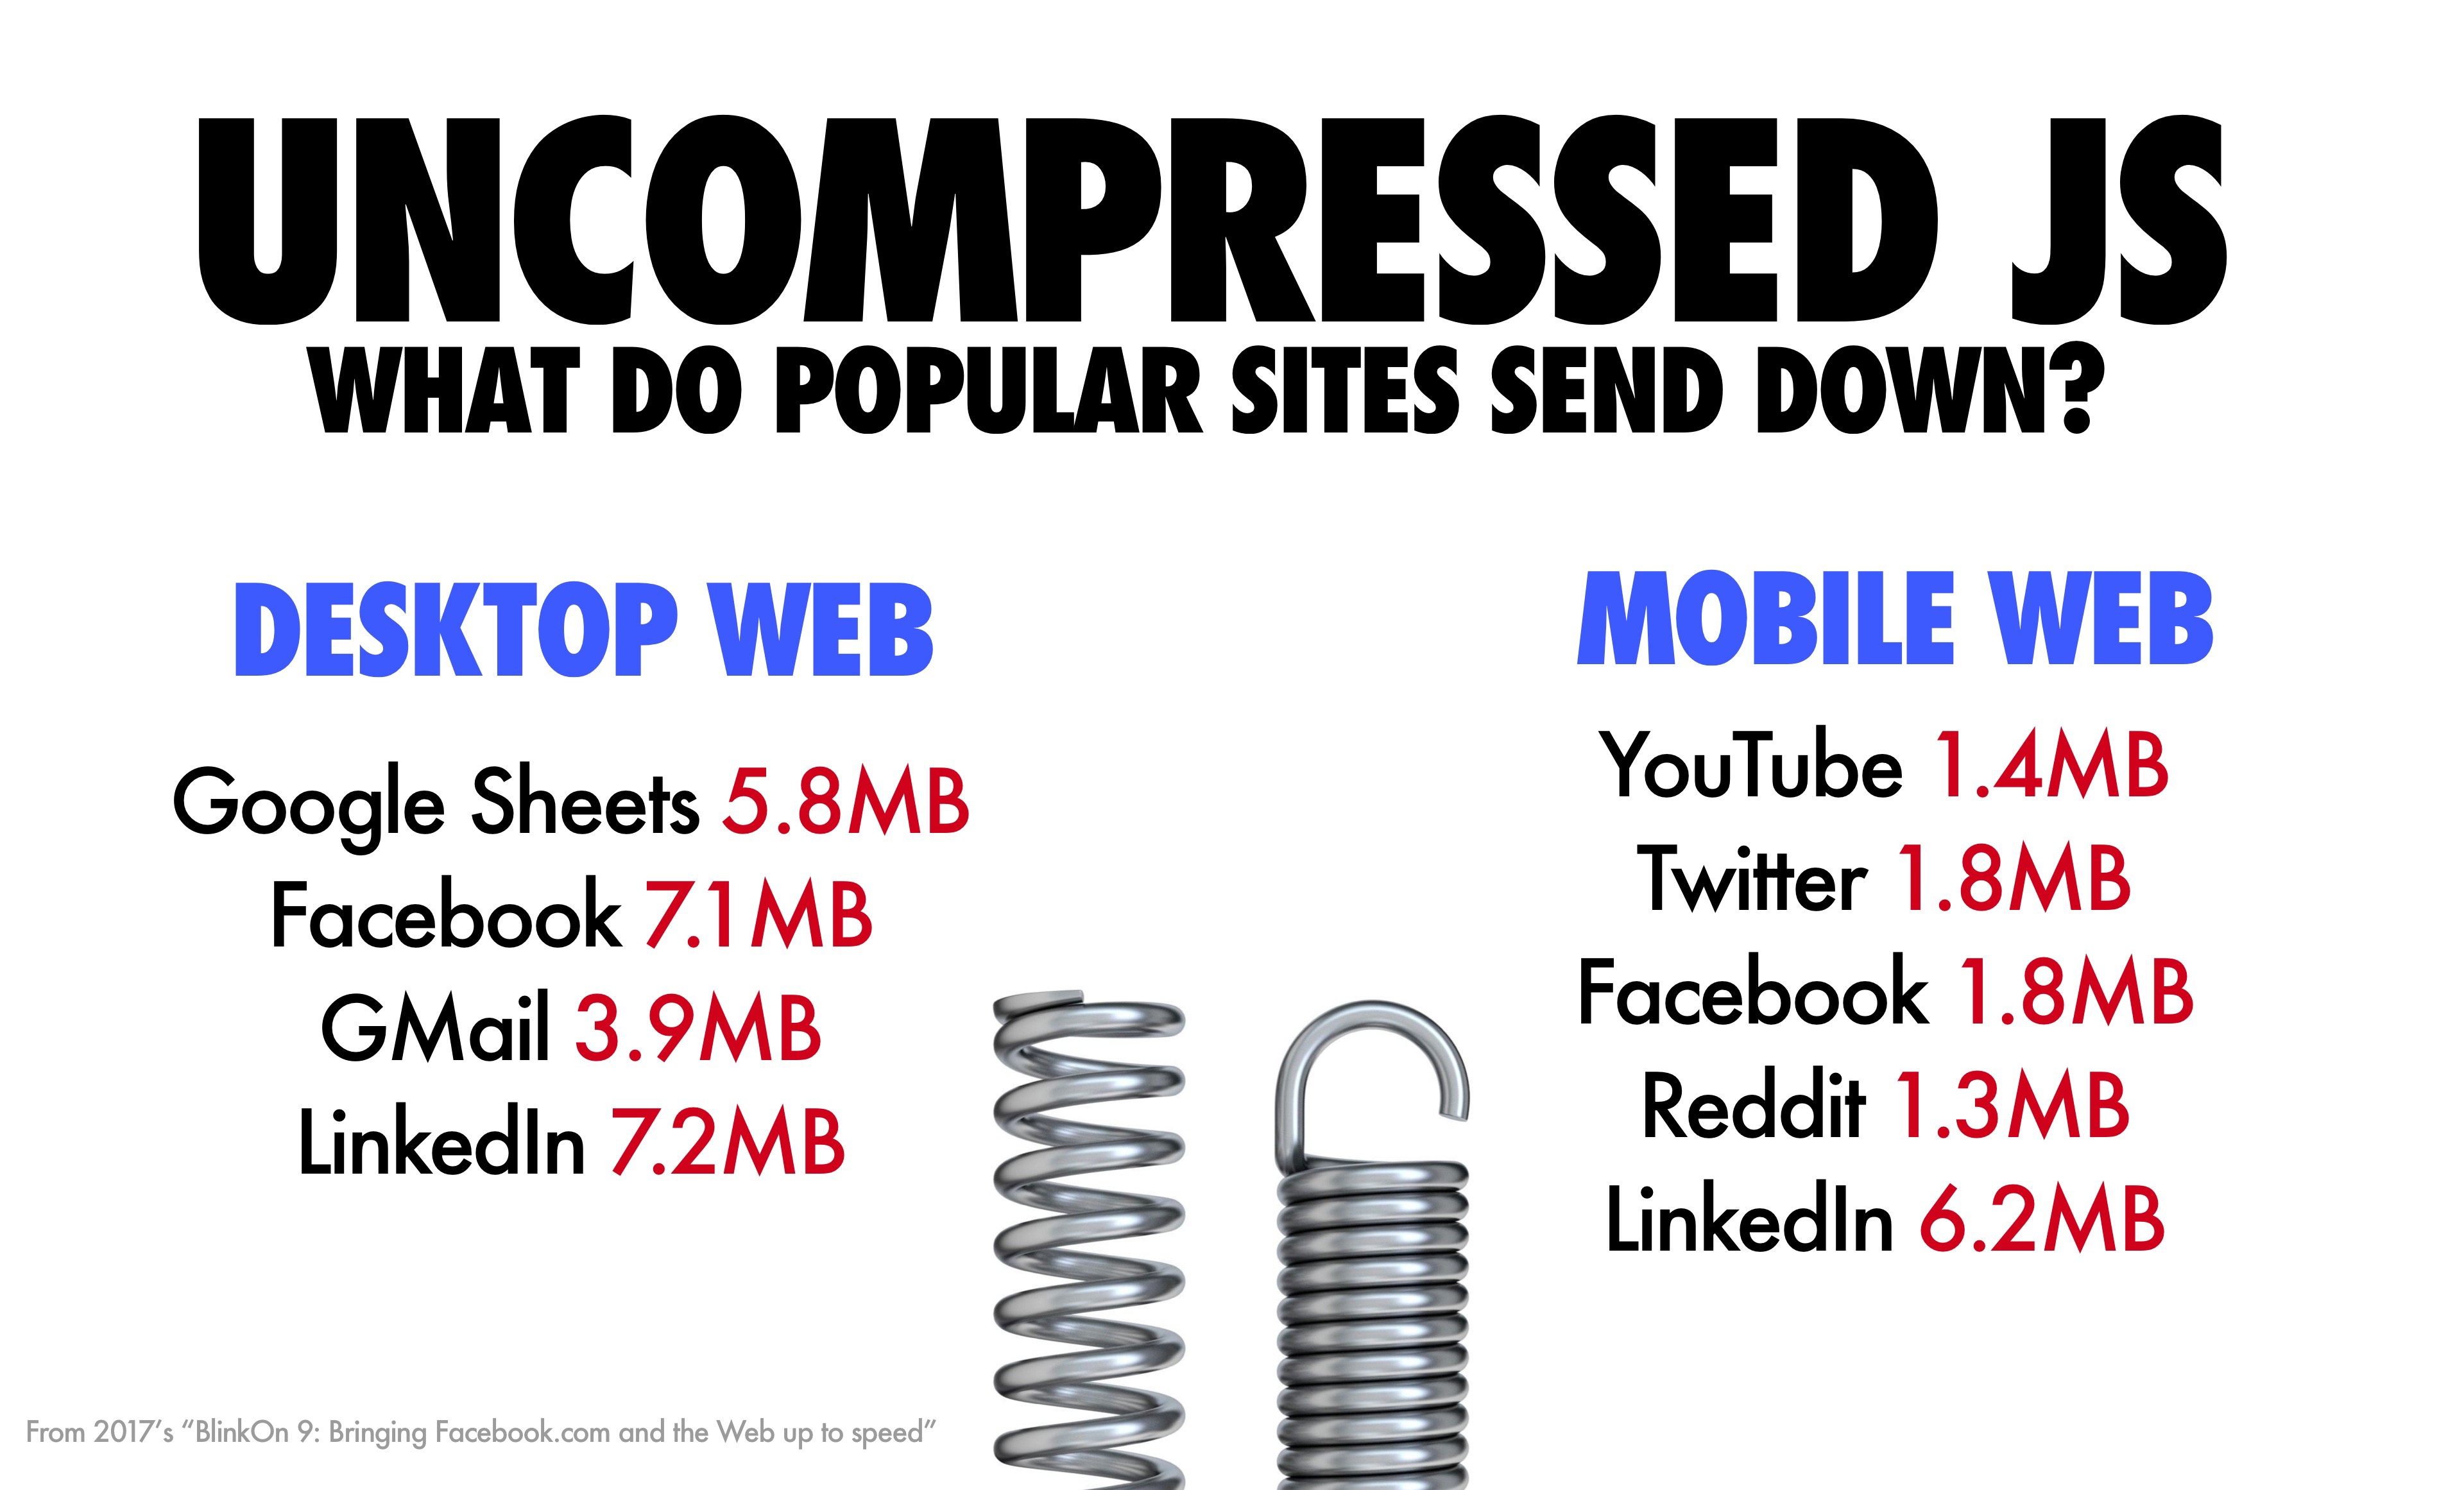 UNCOMPRESSED JS
WHAT DO POPULAR SITES SEND DOWN?
DESKTOP WEB
Google Sheets 5.8MB
Facebook 7.1MB
GMail 3.9MB
LinkedIn 7.2MB
MOBILE WEB
YouTube 1.4MB
Twitter 1.8MB
Facebook 1.8MB
Reddit 1.3MB
LinkedIn 6.2MB
From 2017's “BlinkOn 9: Bringing Facebook.com and the Web up to speed”